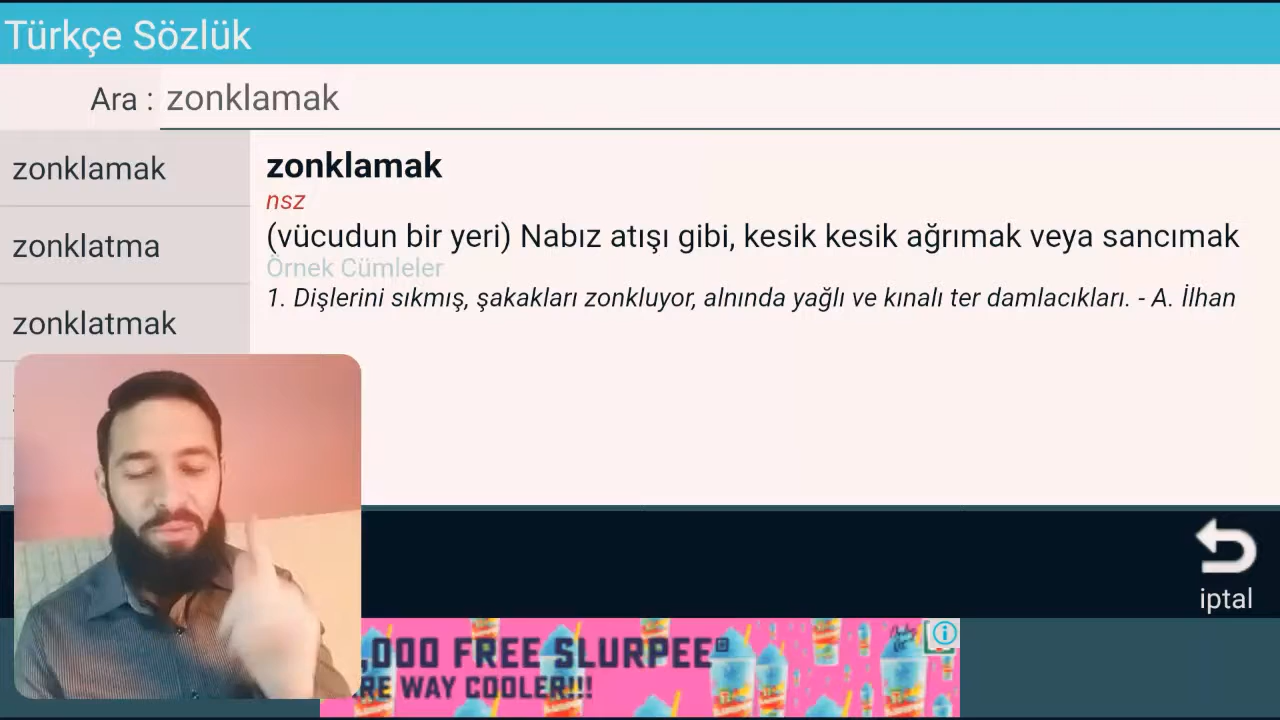 Türkçe Sözlük
Ara : zonklamak
zonklamak
zonklatma
zonklatmak
zonklamak
nsz
(vücudun bir yeri) Nabız atışı gibi, kesik kesik ağrımak veya sancımak
Örnek Cümleler
1. Dişlerini sıkmış, şakakları zonkluyor, alnında yağlı ve kınalı ter damlacıkları. - A. İlhan
iptal
,000 FREE SLURPEE
RE WAY COOLER!!!